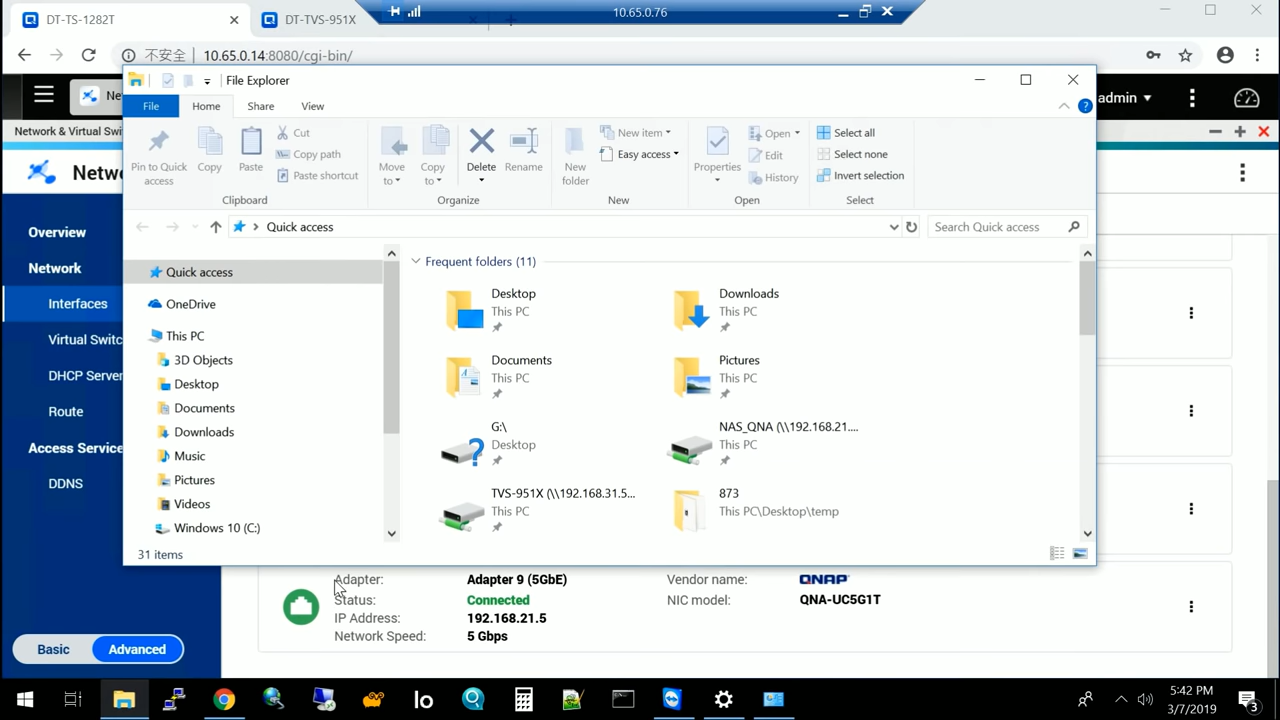 DT-TS-1282T
DT-TVS-951X
10.65.0.76
不安全
10.65.0.14:8080/cgi-bin/
File Explorer
File
Home
Share
View
admin
Network & Virtual Swi
Pin to Quick access
Copy
Paste
Cut
Copy path
Paste shortcut
Clipboard
Move to
Copy to
Delete
Rename
Organize
New folder
New item
Easy access
New
Properties
Open
Edit
History
Open
Select all
Select none
Invert selection
Select
Quick access
Search Quick access
Netw
Overview
Network
Interfaces
Virtual Switc
DHCP Server
Route
Access Service
DDNS
Basic
Advanced
Quick access
OneDrive
This PC
3D Objects
Desktop
Documents
Downloads
Music
Pictures
Videos
Windows 10 (C:)
Frequent folders (11)
Desktop
This PC
Downloads
This PC
Documents
This PC
Pictures
This PC
G:\
Desktop
NAS_QNA (\\192.168.21....
This PC
TVS-951X (\\192.168.31.5...
This PC
873
This PC\Desktop\temp
31 items
Adapter: Adapter 9 (5GbE)
Status: Connected
IP Address: 192.168.21.5
Network Speed: 5 Gbps
Vendor name: QNAP
NIC model: QNA-UC5G1T
Io
5:42 PM
3/7/2019
3